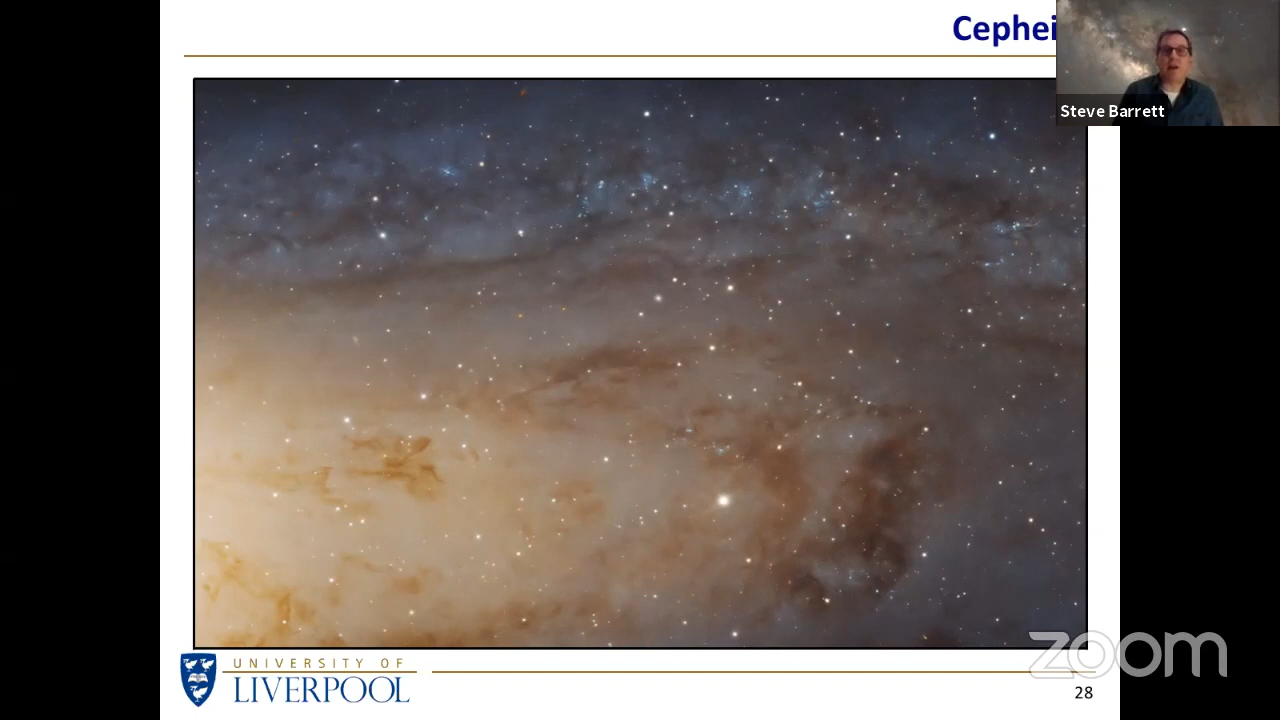 Cephei
Steve Barrett
UNIVERSITY OF
LIVERPOOL
zoom
28